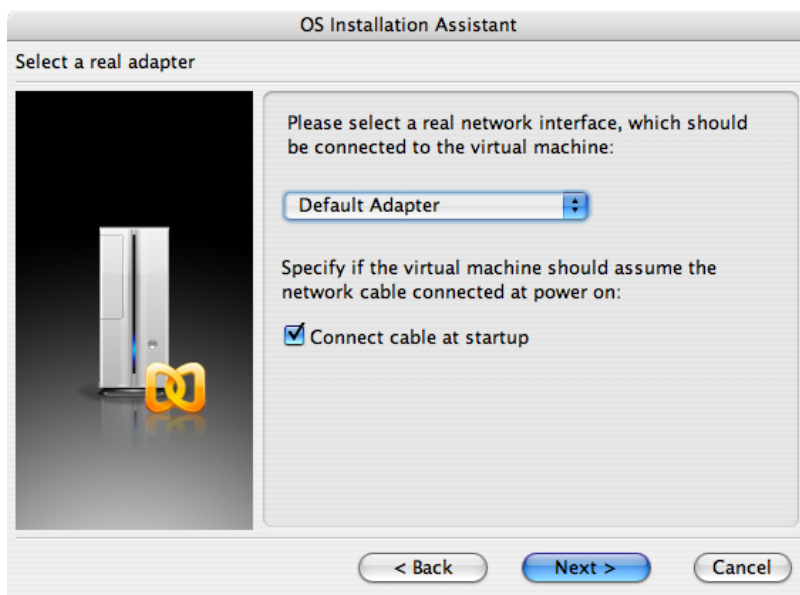 OS Installation Assistant
Select a real adapter
Please select a real network interface, which should
be connected to the virtual machine:
Default Adapter
Specify if the virtual machine should assume the
network cable connected at power on:
Connect cable at startup
< Back
Next >
Cancel